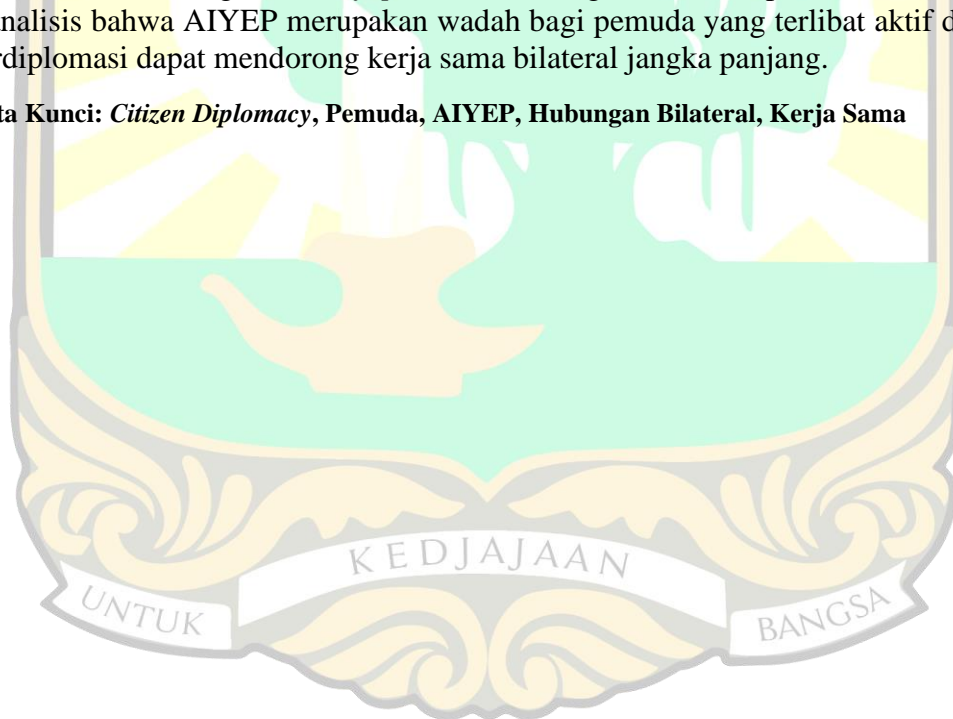 nalisis bahwa AIYEP merupakan wadah bagi pemuda yang terlibat aktif d
rdiplomasi dapat mendorong kerja sama bilateral jangka panjang.
ta Kunci: Citizen Diplomacy, Pemuda, AIYEP, Hubungan Bilateral, Kerja Sama
UNTUK KEDJAJAAN BANGSA